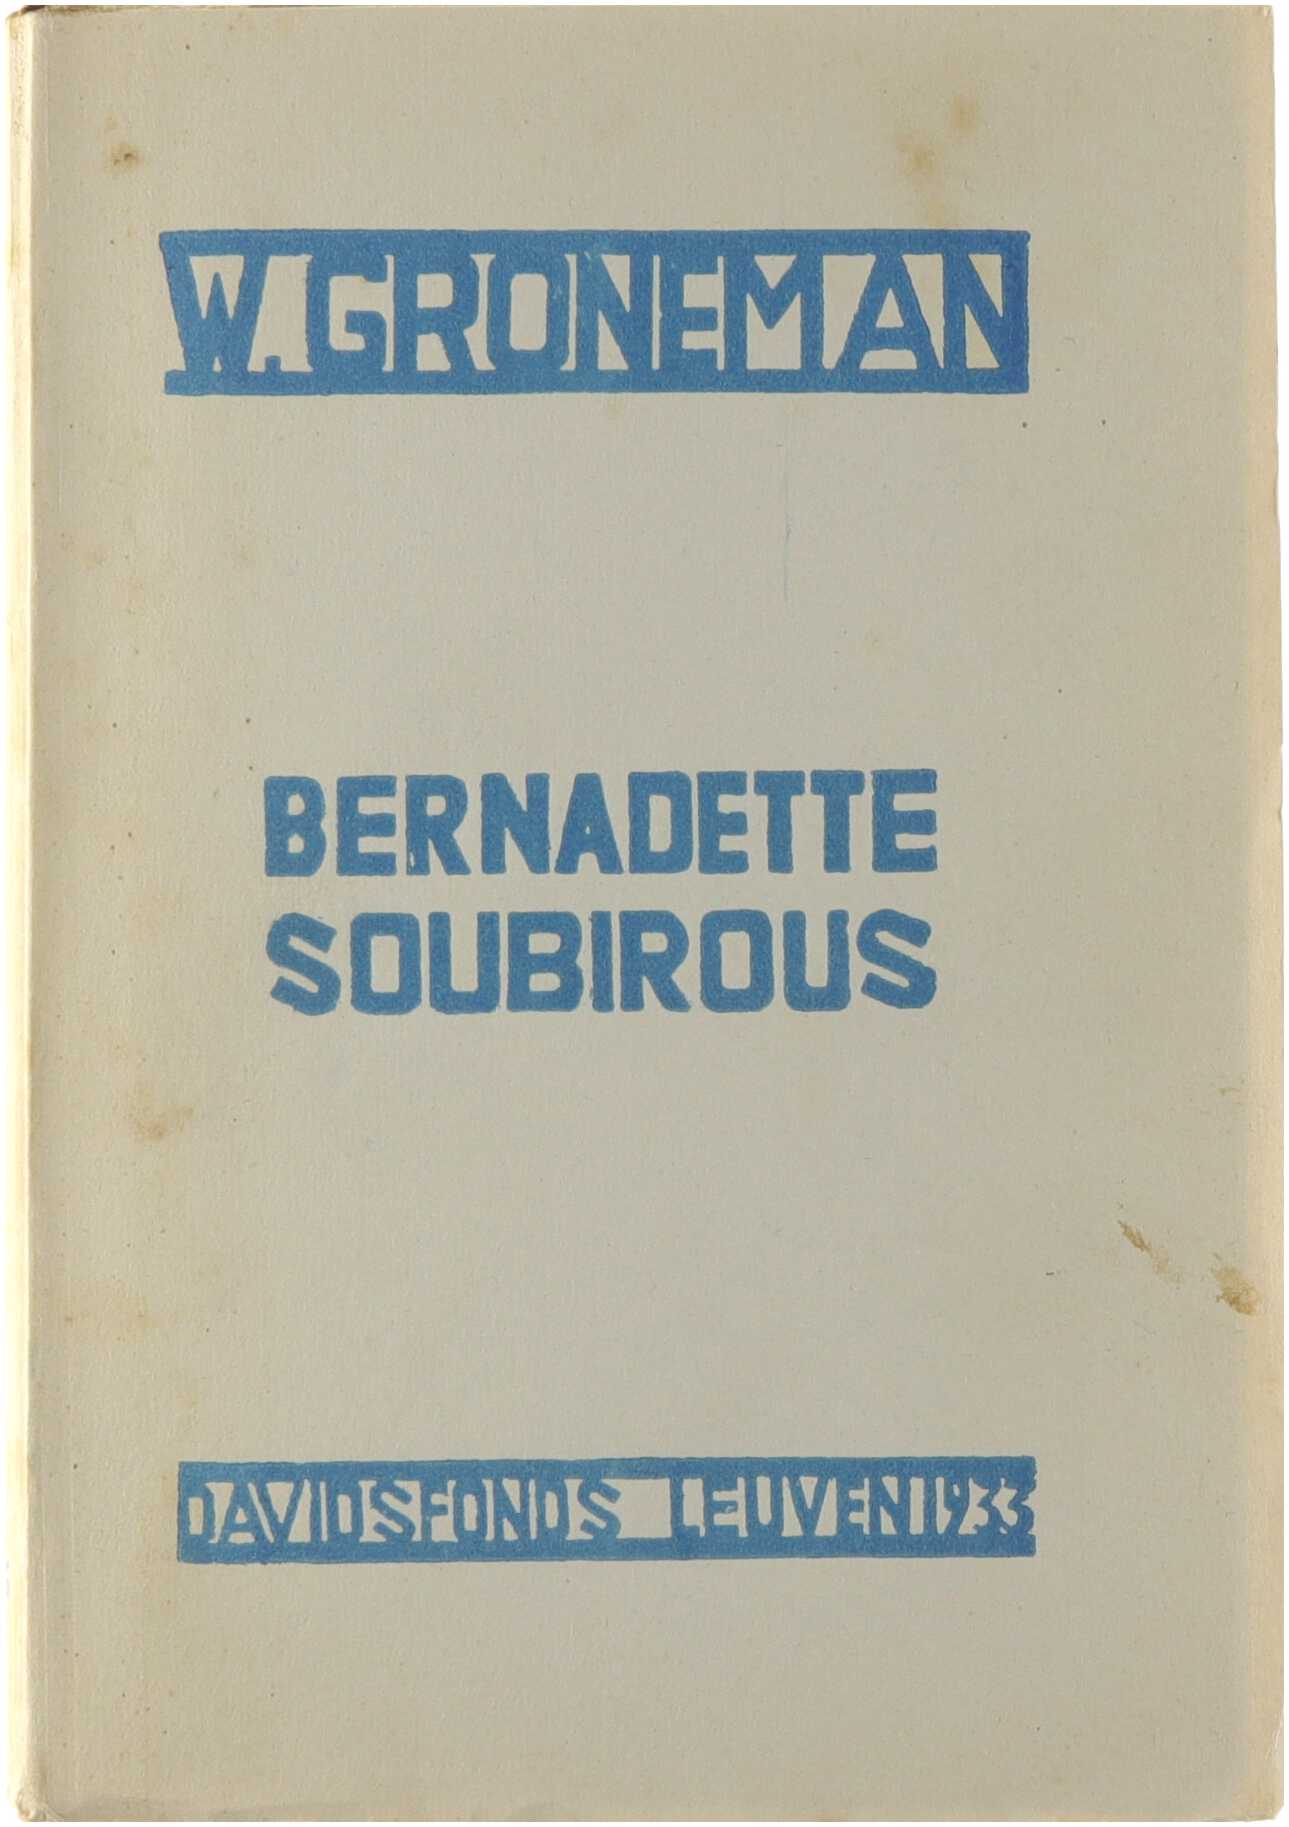 W. GRONEMAN
BERNADETTE
SOUBIROUS
DAVIDSFONDS LEUVEN 1933